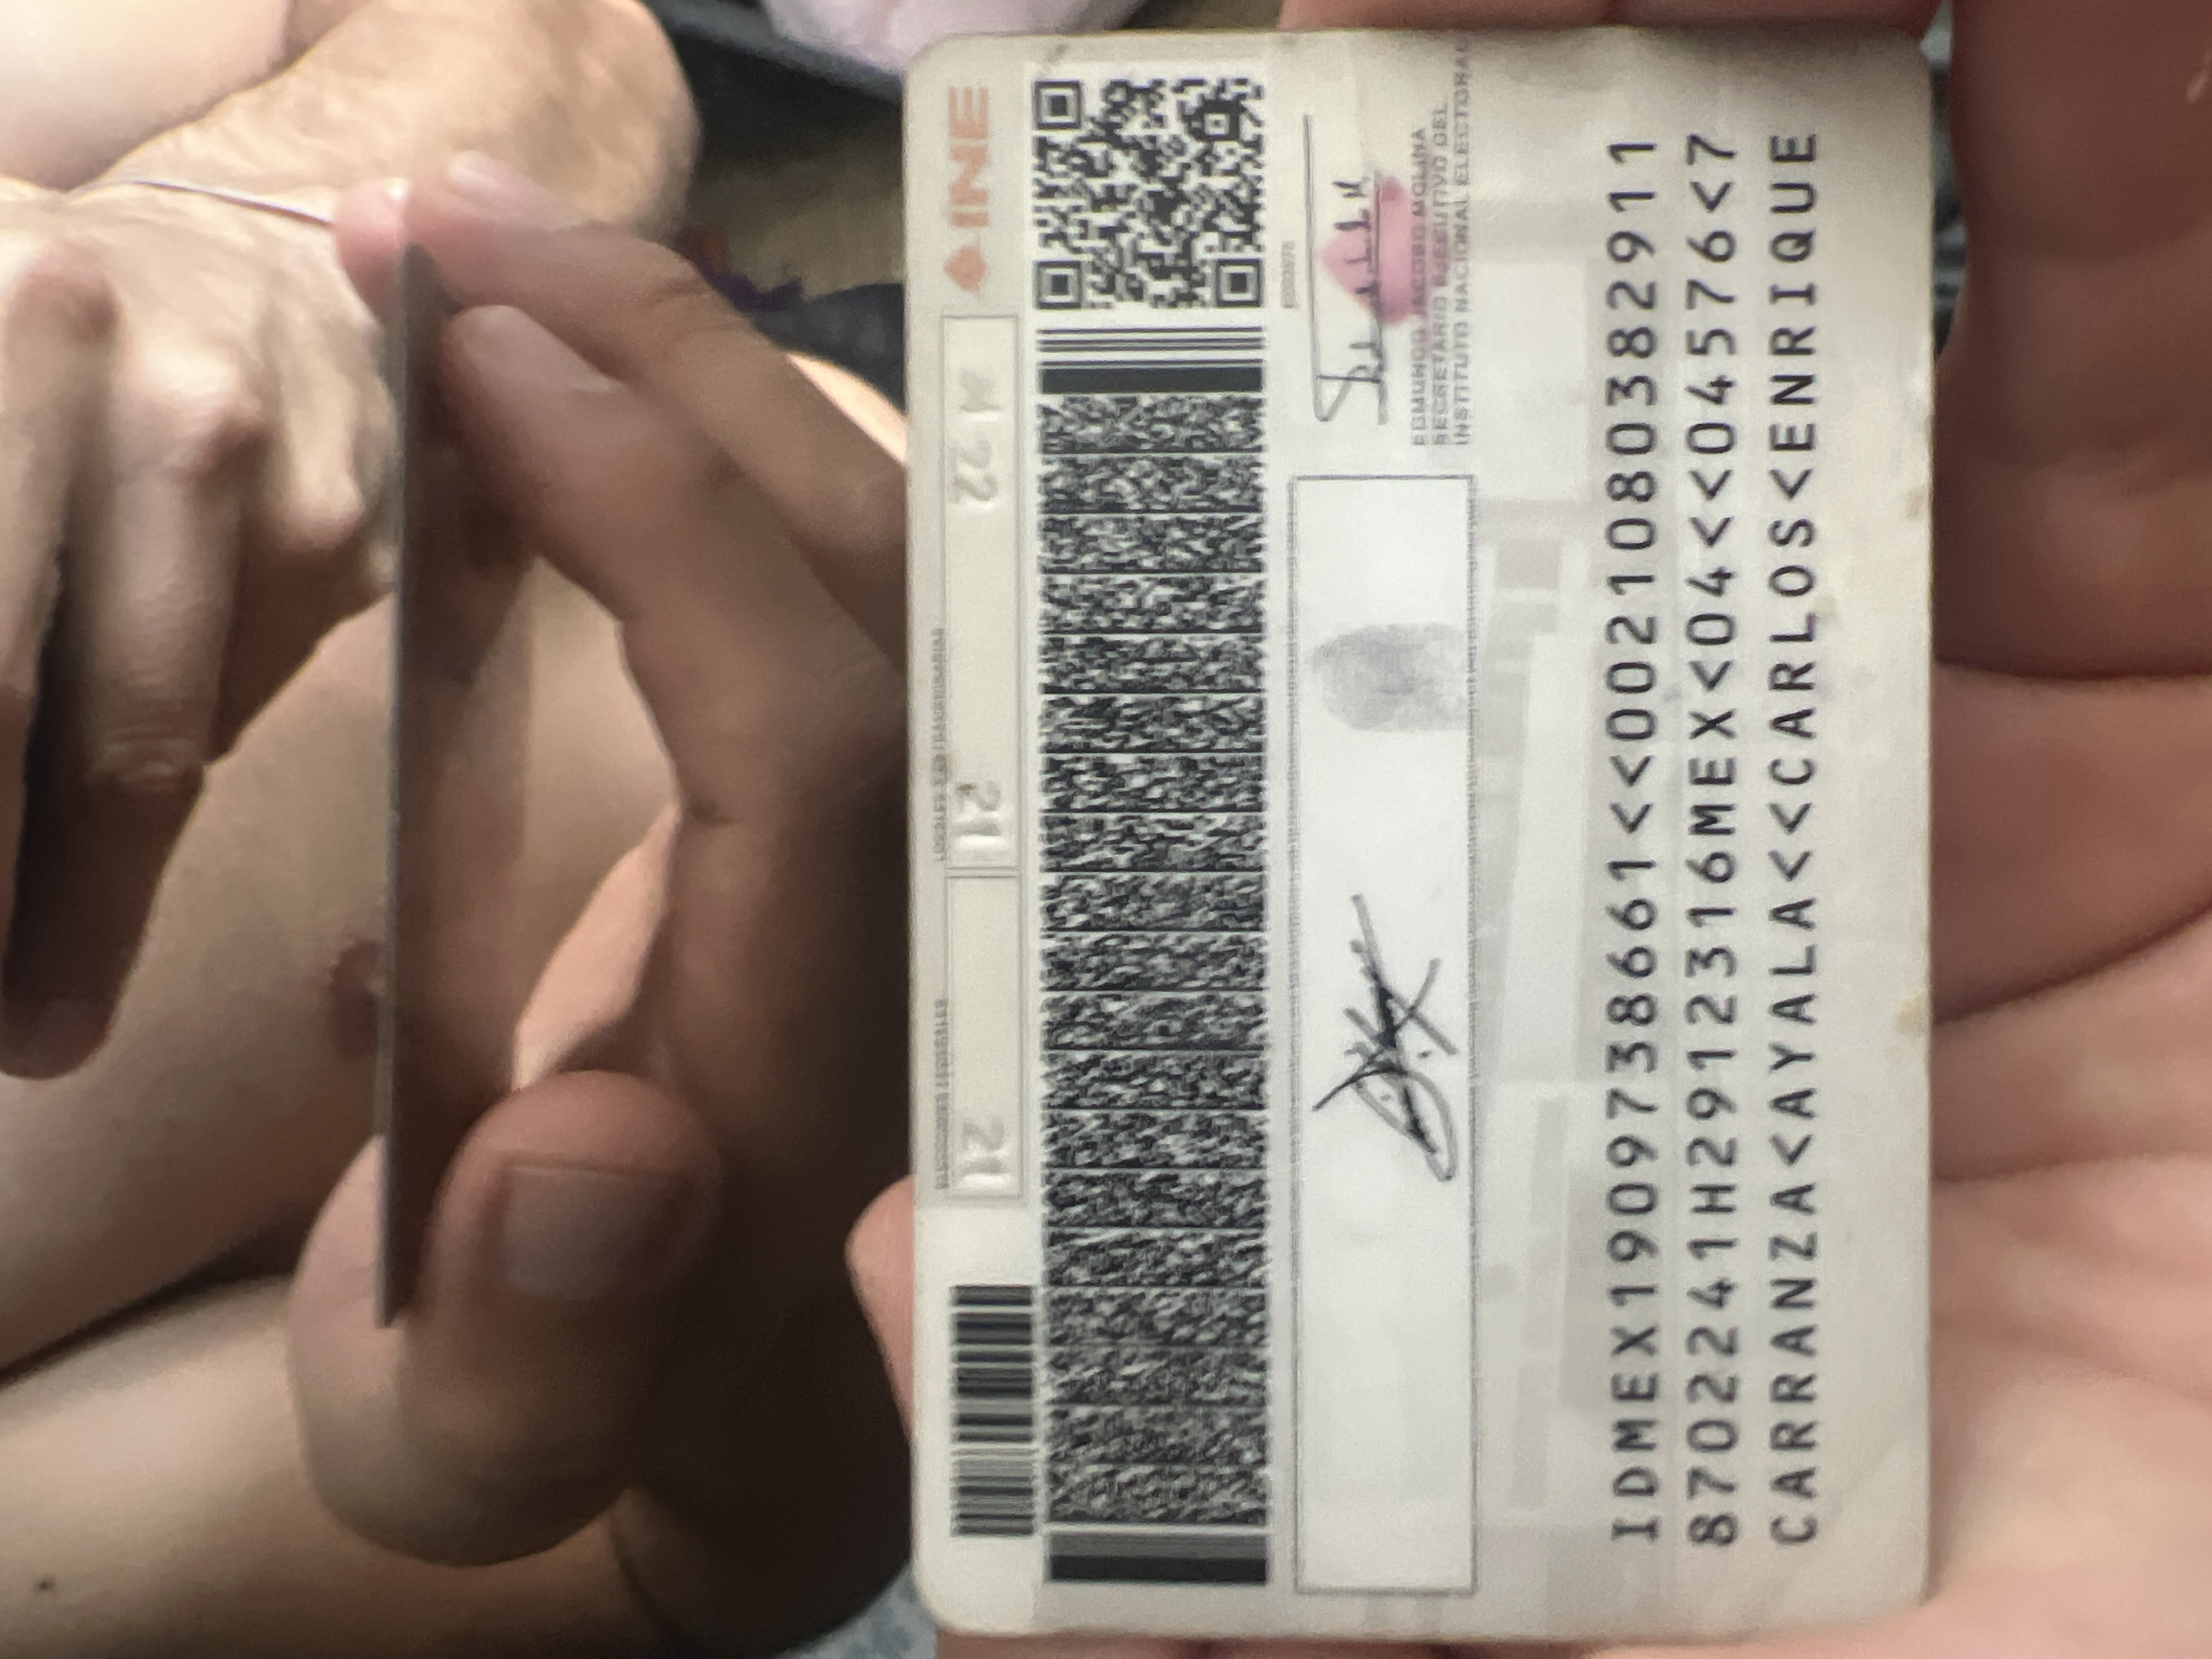 INE
22
21
21
EDMUNDO JACOBO MOLINA
SECRETARIO EJECUTIVO DEL
INSTITUTO NACIONAL ELECTORAL
IDMEX1909738661<<0021080382911
8702241H2912316MEX<04<<04576<7
CARRANZA<AYALA<<CARLOS<ENRIQUE